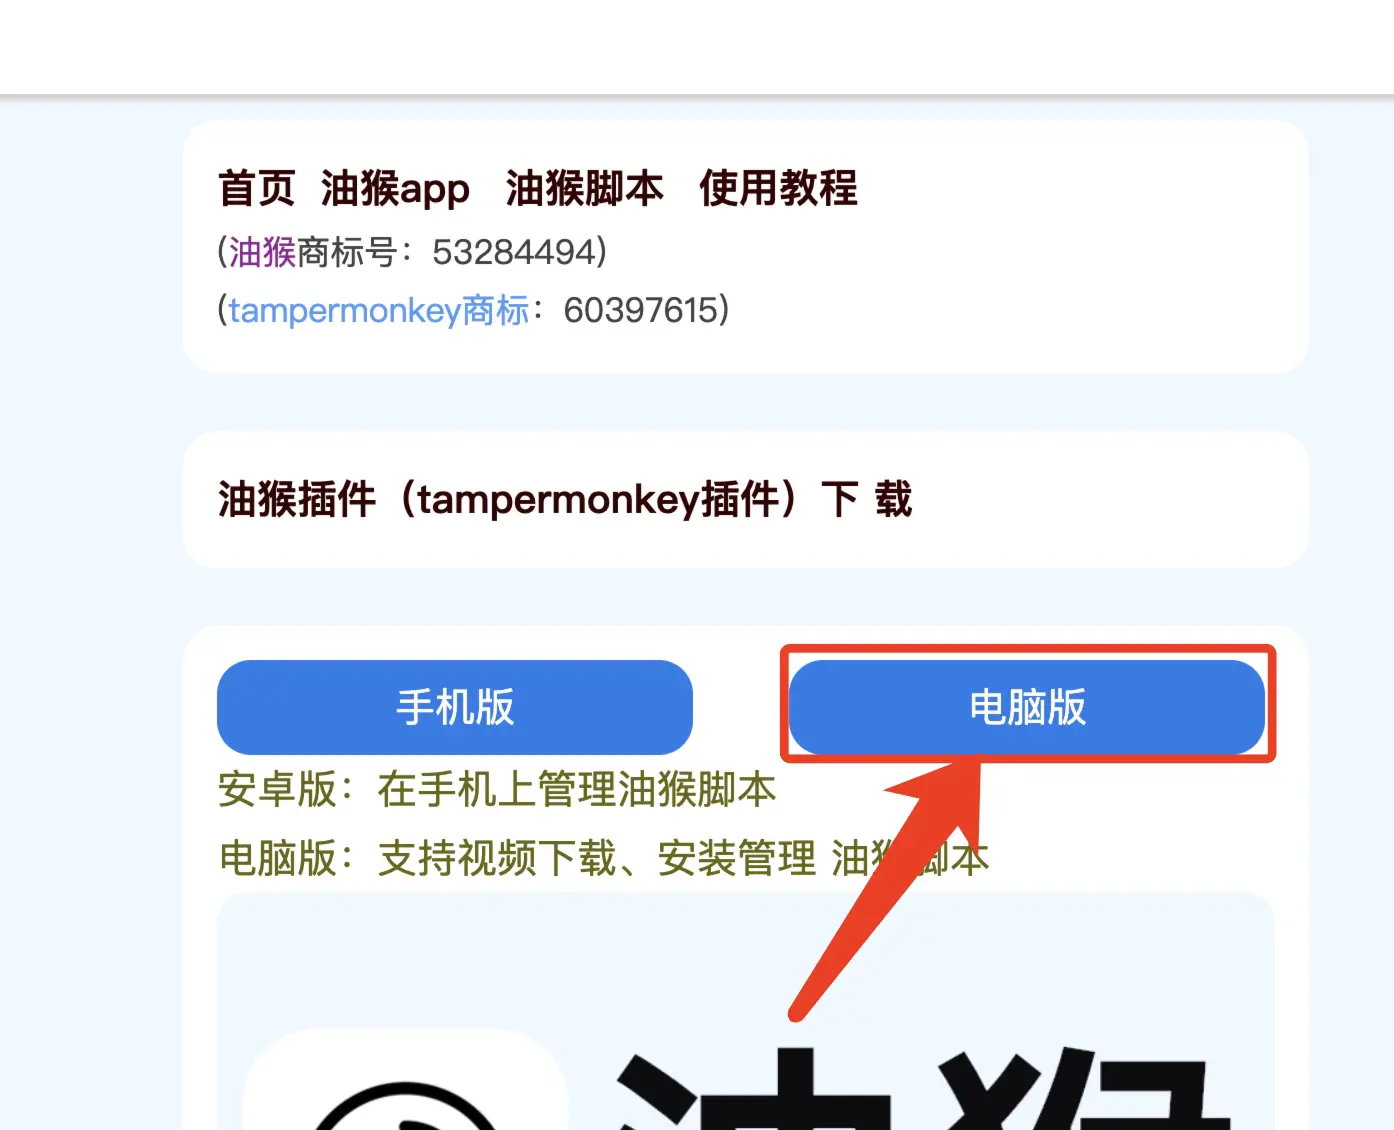 首页 油猴app 油猴脚本 使用教程
(油猴商标号：53284494)
(tampermonkey商标：60397615)
油猴插件（tampermonkey插件）下 载
手机版
电脑版
安卓版：在手机上管理油猴脚本
电脑版：支持视频下载、安装管理 油猴脚本
油猴